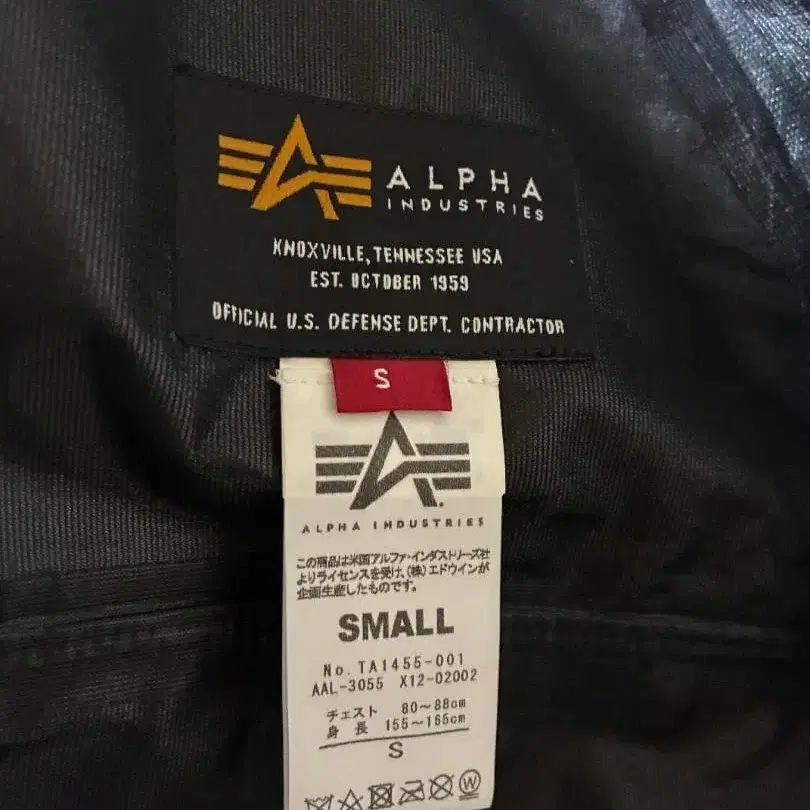 ALPHA
INDUSTRIES
KNOXVILLE, TENNESSEE USA
EST. OCTOBER 1959
OFFICIAL U.S. DEFENSE DEPT. CONTRACTOR
S
ALPHA INDUSTRIES
この商品は米国アルファ・インダストリーズ社
よりライセンスを受け、(株)エドウインが
企画生産したものです。
SMALL
No. TA1455-001
AAL-3055 X12-02002
チェスト 80～88cm
身長 155～165cm
S
W